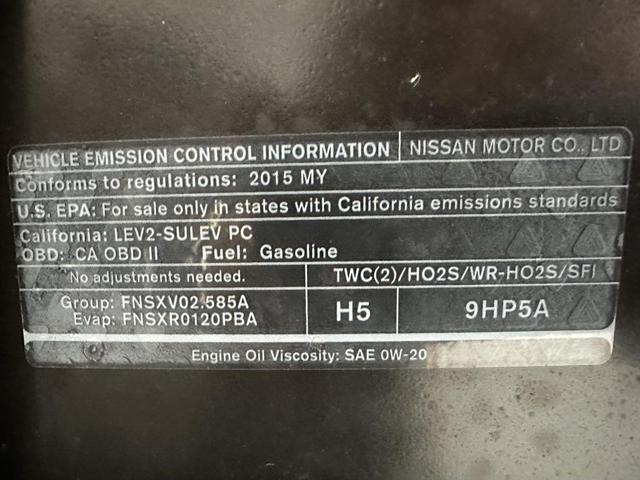 VEHICLE EMISSION CONTROL INFORMATION NISSAN MOTOR CO., LTD
Conforms to regulations: 2015 MY
U.S. EPA: For sale only in states with California emissions standards
California: LEV2-SULEV PC
OBD: CA OBD II Fuel: Gasoline
No adjustments needed. TWC(2)/HO2S/WR-HO2S/SFI
Group: FNSXV02.585A
Evap: FNSXR0120PBA
H5 9HP5A
Engine Oil Viscosity: SAE 0W-20